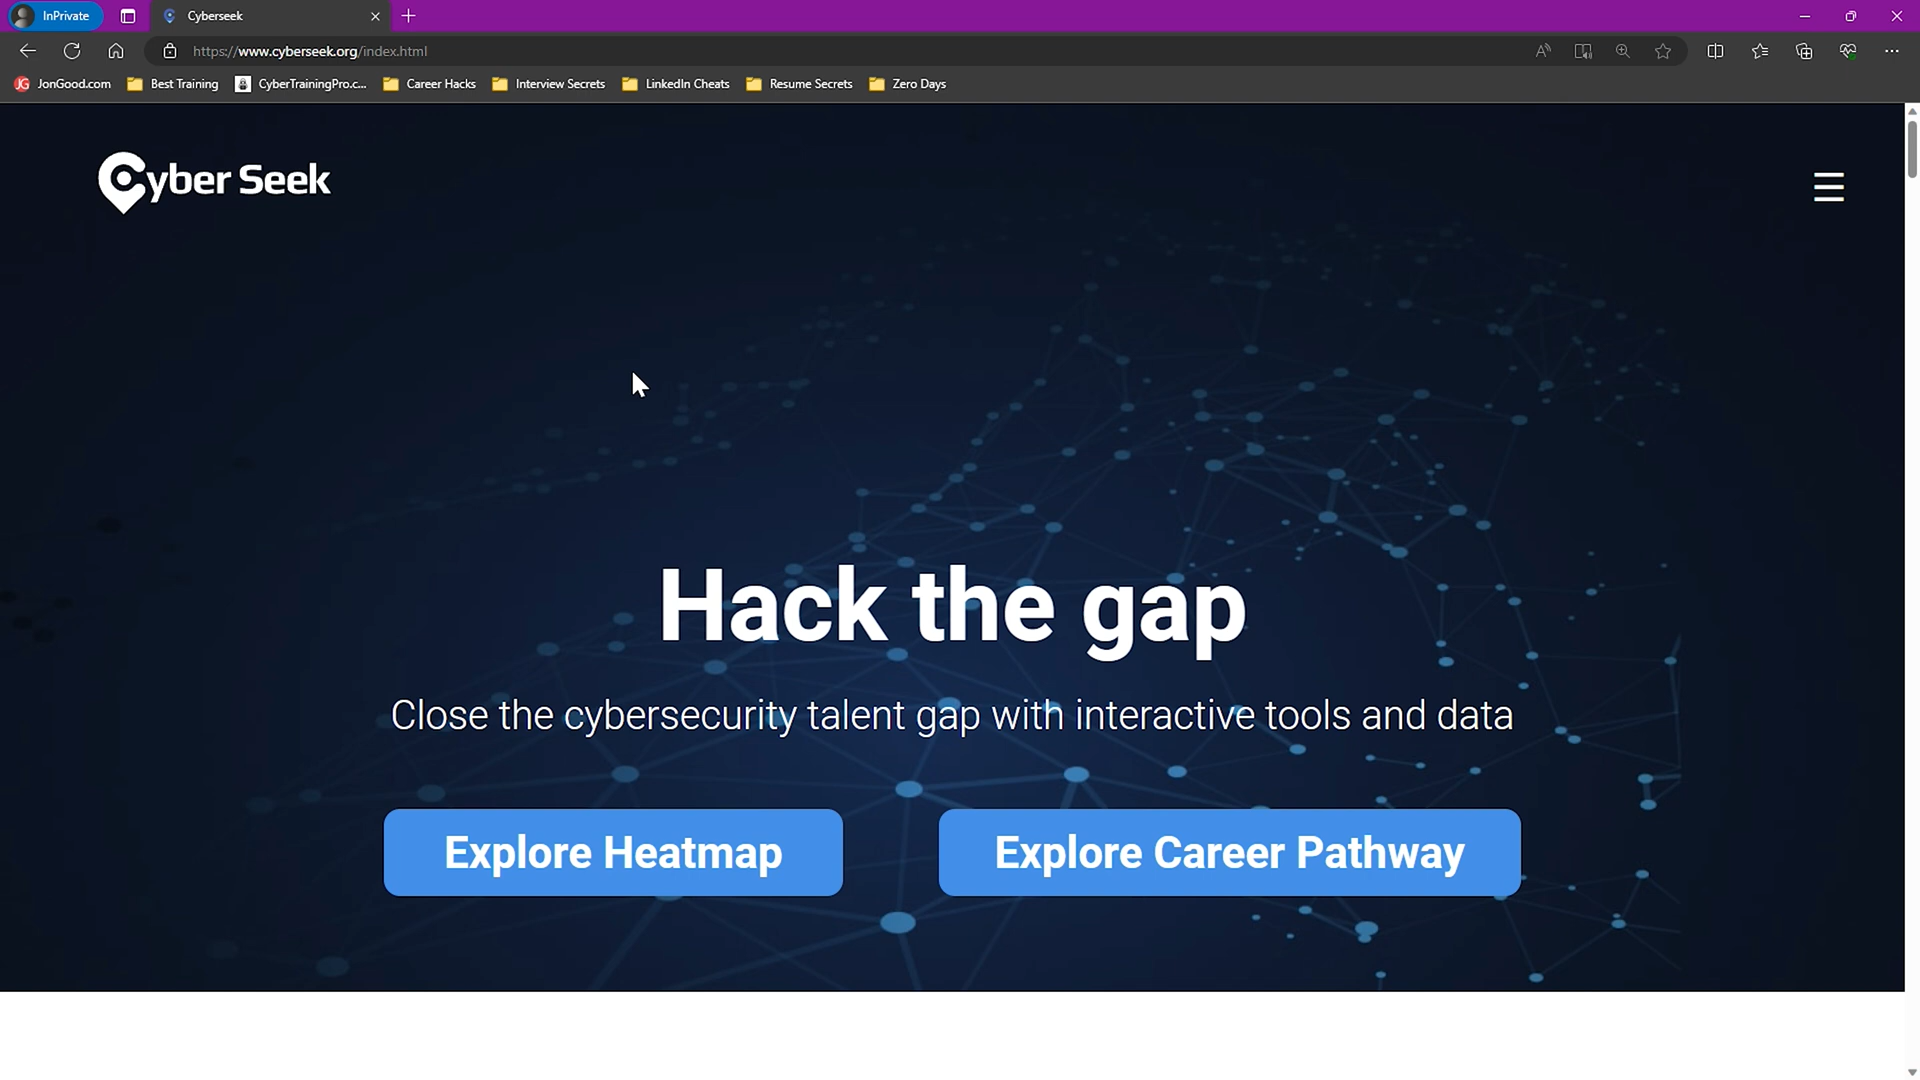 InPrivate
Cyberseek
https://www.cyberseek.org/index.html
JG JonGood.com
Best Training
CyberTrainingPro.c...
Career Hacks
Interview Secrets
LinkedIn Cheats
Resume Secrets
Zero Days
Cyber Seek
Hack the gap
Close the cybersecurity talent gap with interactive tools and data
Explore Heatmap
Explore Career Pathway